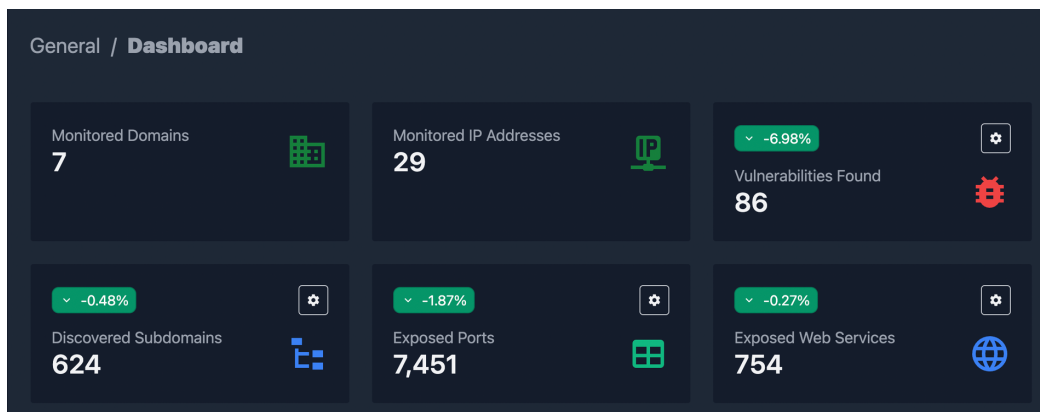 General / Dashboard
Monitored Domains
7
Monitored IP Addresses
29
IP
-6.98%
Vulnerabilities Found
86
-0.48%
Discovered Subdomains
624
-1.87%
Exposed Ports
7,451
-0.27%
Exposed Web Services
754